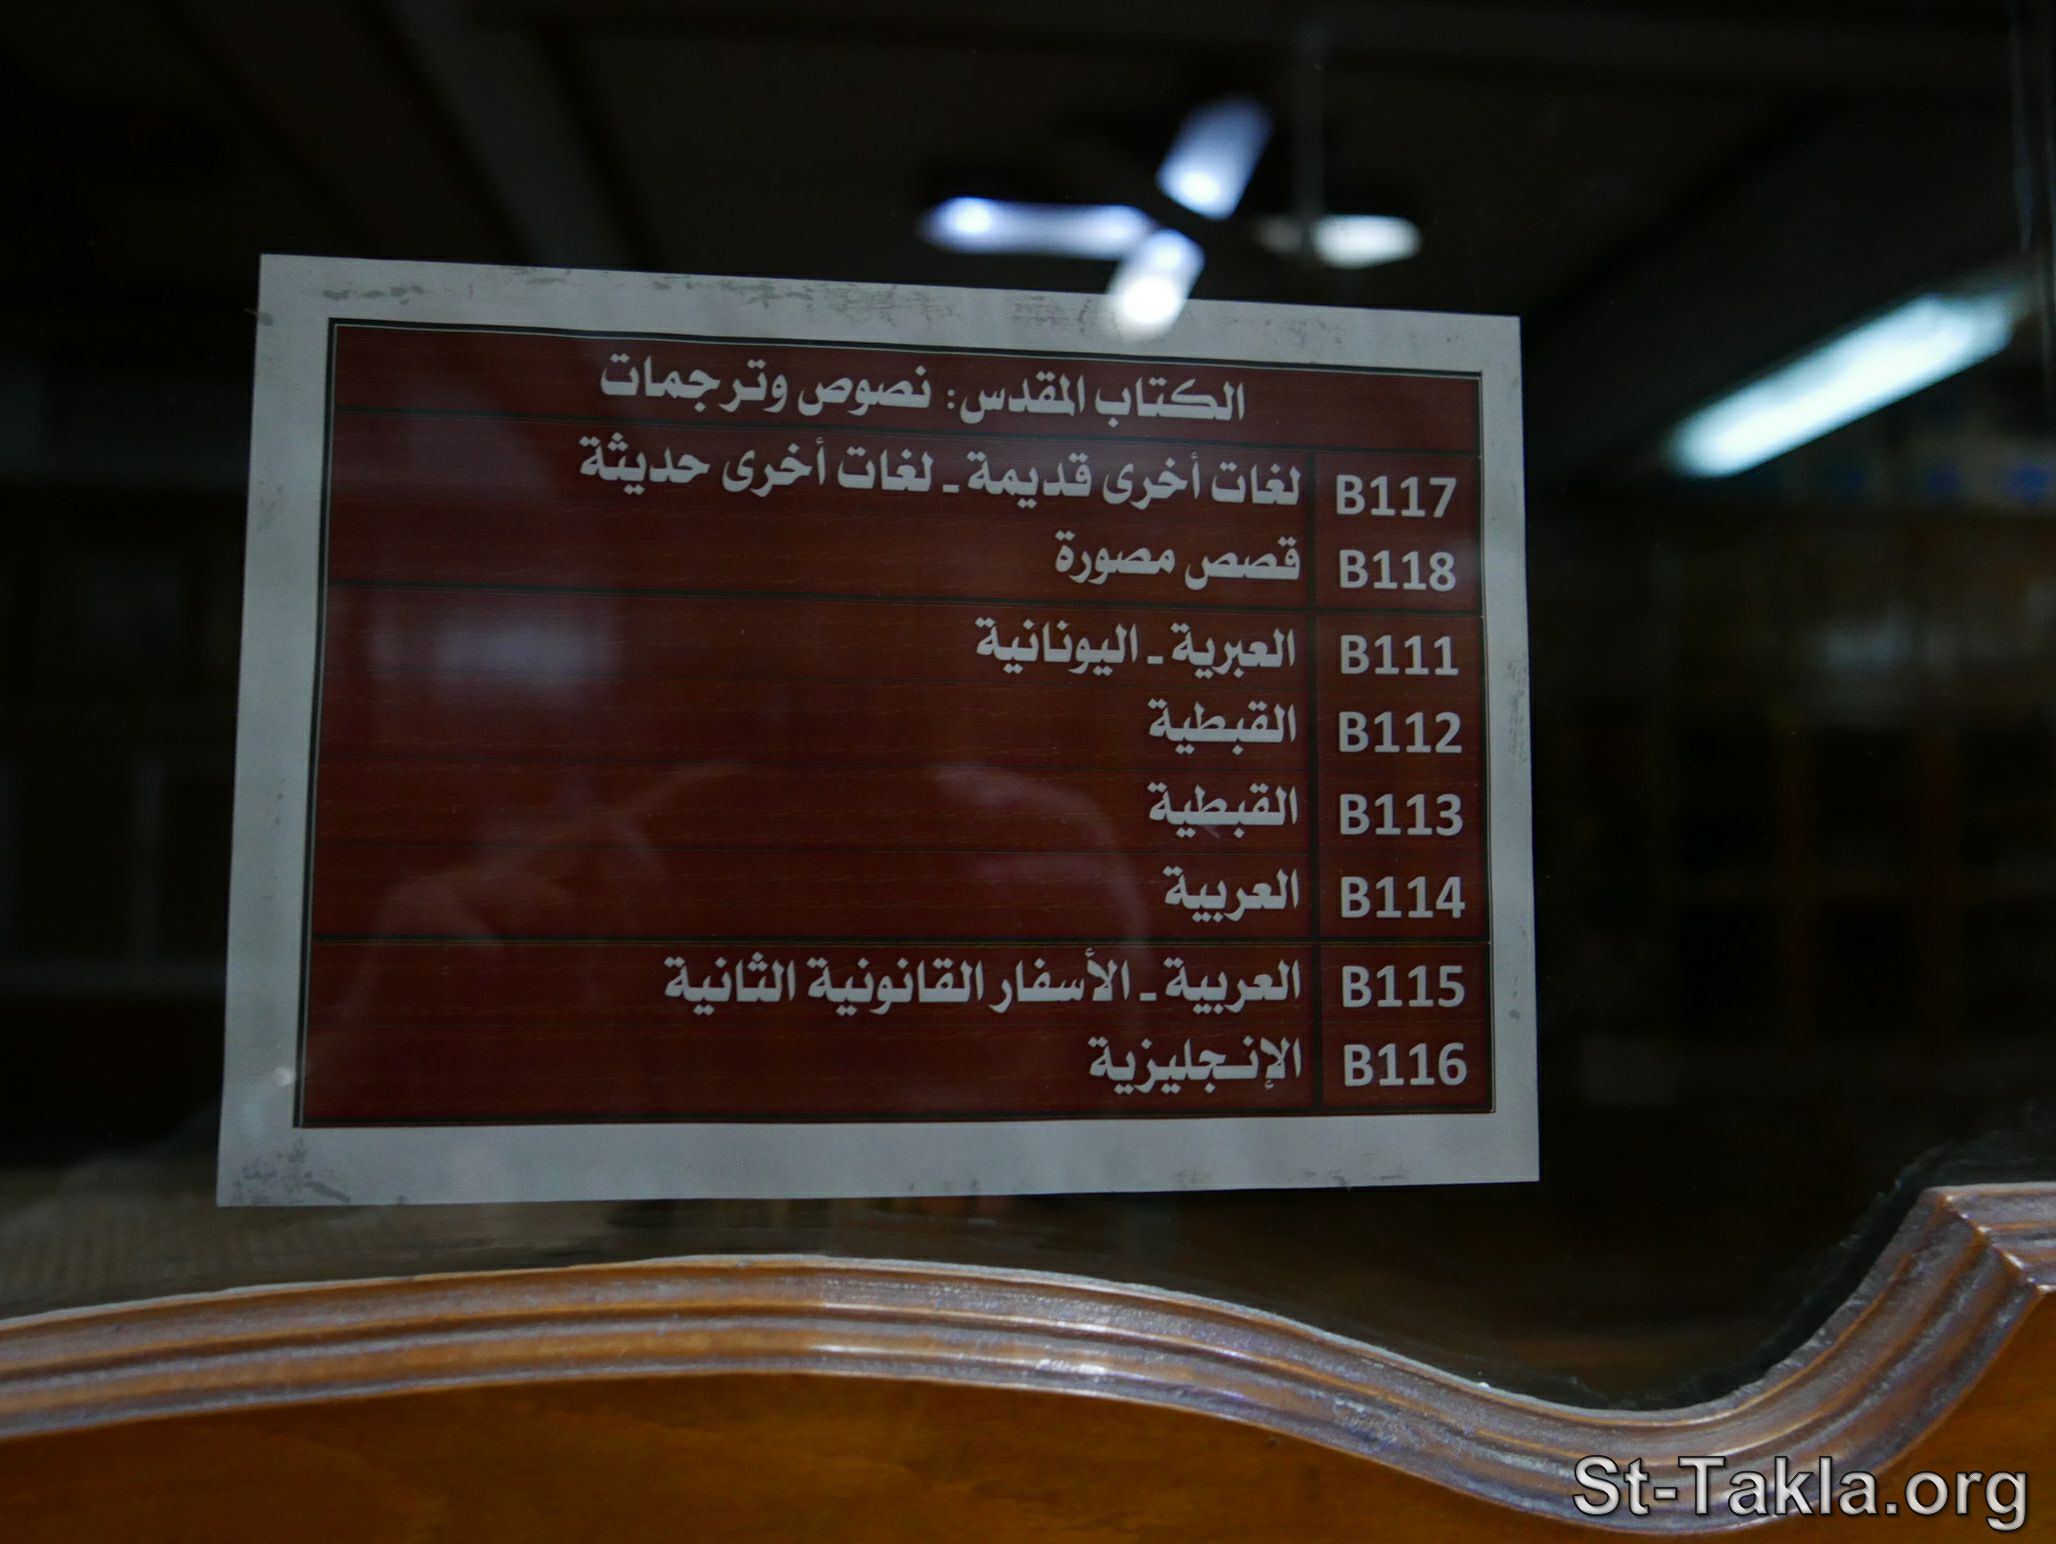 الكتاب المقدس: نصوص وترجمات
B117 لغات أخرى قديمة ـ لغات أخرى حديثة
B118 قصص مصورة
B111 العبرية ـ اليونانية
B112 القبطية
B113 القبطية
B114 العربية
B115 العربية ـ الأسفار القانونية الثانية
B116 الإنجليزية
St-Takla.org